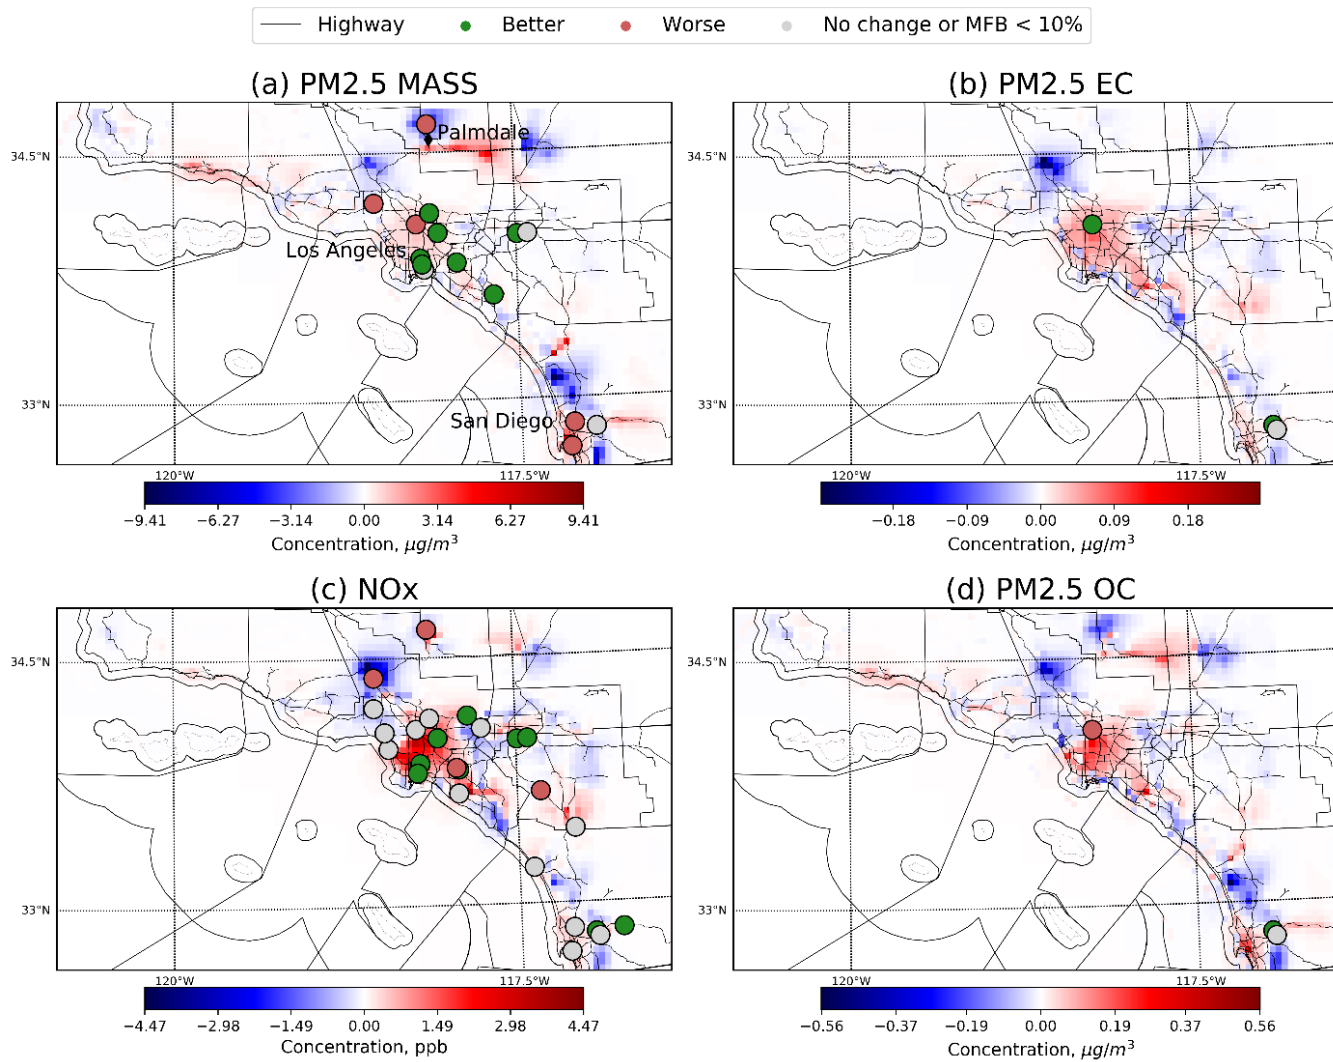 Highway Better Worse No change or MFB < 10%
(a) PM2.5 MASS
(b) PM2.5 EC
Palmdale
34.5°N
34.5°N
Los Angeles
San Diego
33°N
33°N
120°W 117.5°W
120°W 117.5°W
−9.41 −6.27 −3.14 0.00 3.14 6.27 9.41
Concentration, μg/m³
−0.18 −0.09 0.00 0.09 0.18
Concentration, μg/m³
(c) NOx
(d) PM2.5 OC
34.5°N
34.5°N
33°N
33°N
120°W 117.5°W
120°W 117.5°W
−4.47 −2.98 −1.49 0.00 1.49 2.98 4.47
Concentration, ppb
−0.56 −0.37 −0.19 0.00 0.19 0.37 0.56
Concentration, μg/m³